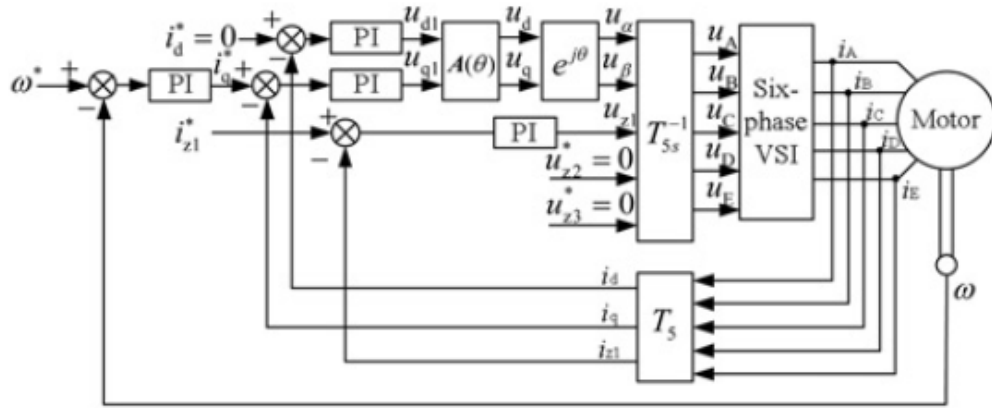 i*d = 0
PI
ud1
ud
uα
ω*
PI
i*q
PI
uq1
A(θ)
uq
e^jθ
uβ
i*z1
PI
uz1
u*z2 = 0
u*z3 = 0
T5s^-1
uA
uB
uC
uD
uE
Six-
phase
VSI
iA
iB
iC
iD
iE
Motor
ω
id
iq
iz1
T5
+
−
+
−
+
−
+
−